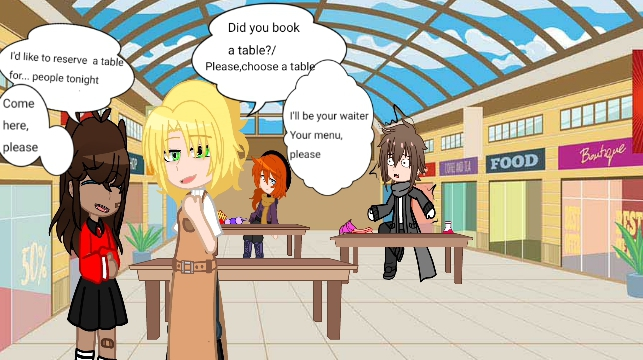 I'd like to reserve a table
for... people tonight
Come
here,
please
Did you book
a table?/
Please,choose a table
I'll be your waiter
Your menu,
please
FOOD
Boutique
50%